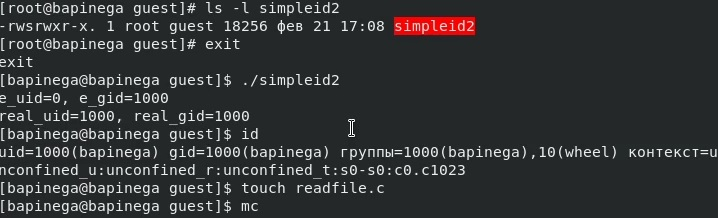 [root@bapinega guest]# ls -l simpleid2
-rwsrwxr-x. 1 root guest 18256 фев 21 17:08 simpleid2
[root@bapinega guest]# exit
exit
[bapinega@bapinega guest]$ ./simpleid2
e_uid=0, e_gid=1000
real_uid=1000, real_gid=1000
[bapinega@bapinega guest]$ id
uid=1000(bapinega) gid=1000(bapinega) группы=1000(bapinega),10(wheel) контекст=u
nconfined_u:unconfined_r:unconfined_t:s0-s0:c0.c1023
[bapinega@bapinega guest]$ touch readfile.c
[bapinega@bapinega guest]$ mc